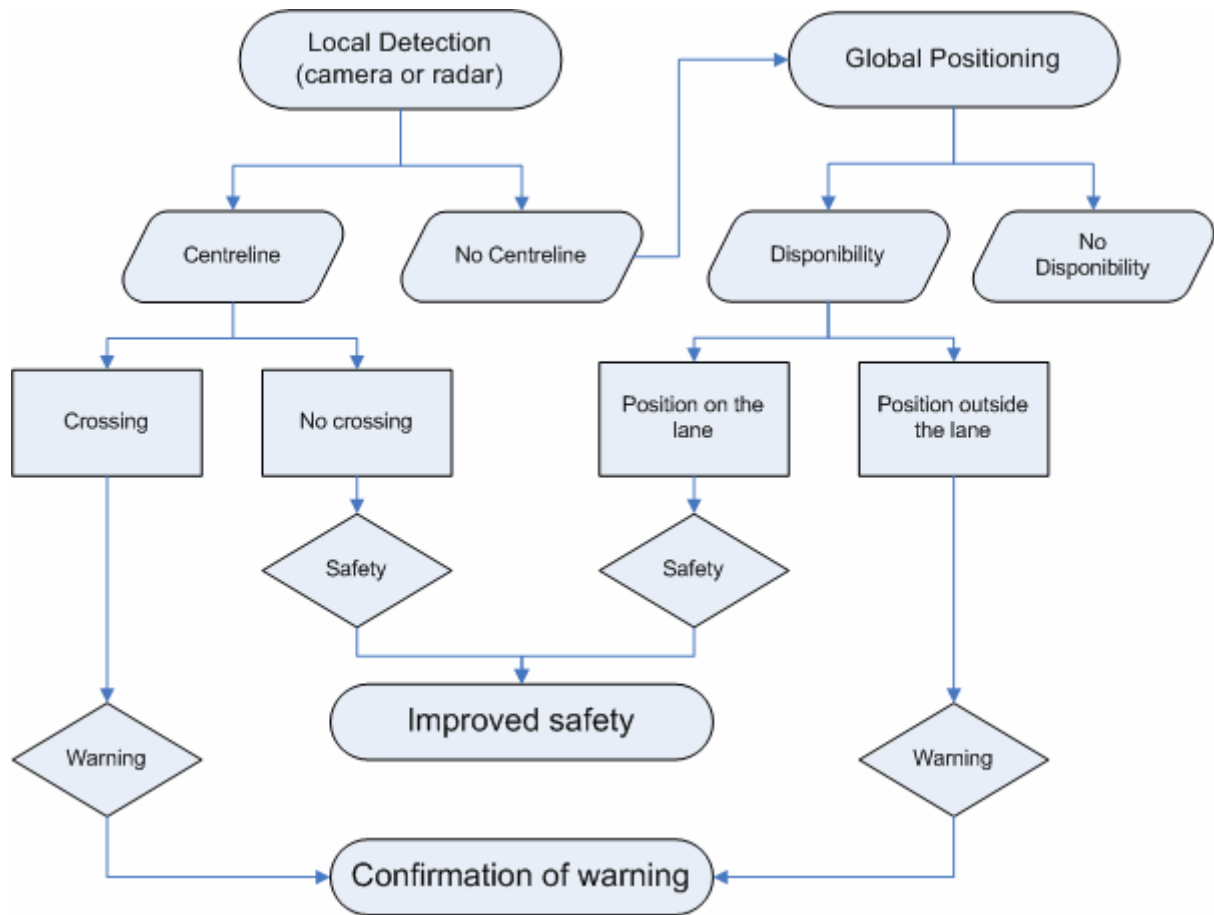 Local Detection
(camera or radar)
Global Positioning
Centreline
No Centreline
Disponibility
No
Disponibility
Crossing
No crossing
Position on the
lane
Position outside
the lane
Safety
Safety
Improved safety
Warning
Warning
Confirmation of warning